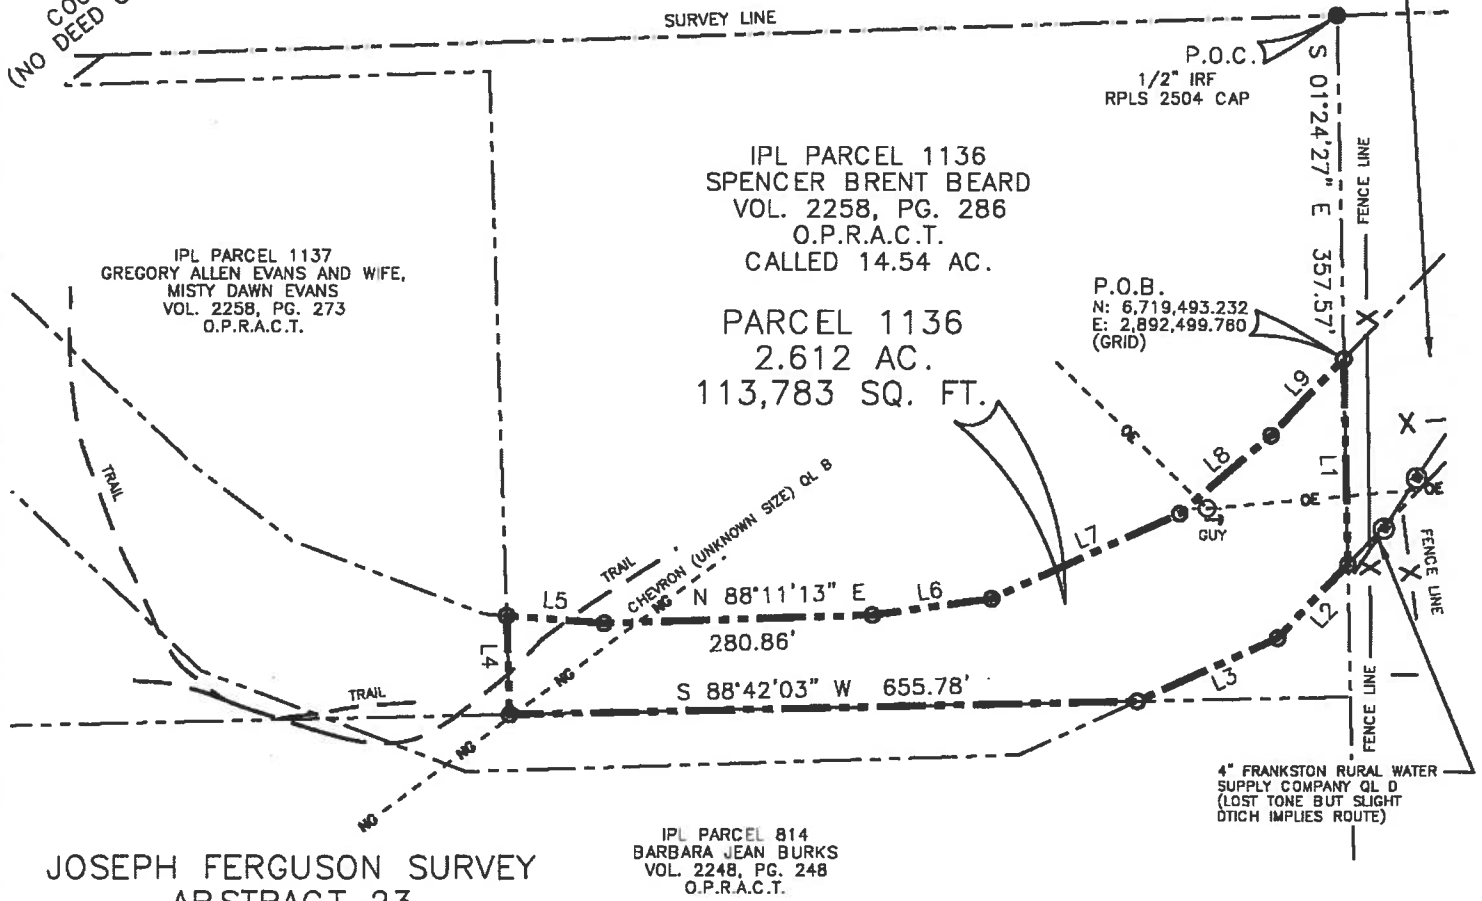 (NO DEED
SURVEY LINE
P.O.C.
1/2" IRF
RPLS 2504 CAP
S 01°24'27" E 357.57'
FENCE LINE
IPL PARCEL 1136
SPENCER BRENT BEARD
VOL. 2258, PG. 286
O.P.R.A.C.T.
CALLED 14.54 AC.
IPL PARCEL 1137
GREGORY ALLEN EVANS AND WIFE,
MISTY DAWN EVANS
VOL. 2258, PG. 273
O.P.R.A.C.T.
P.O.B.
N: 6,719,493.232
E: 2,892,499.760
(GRID)
PARCEL 1136
2.612 AC.
113,783 SQ. FT.
X
L9
OE
X
L8
L1
TRAIL
OE
OE
GUY
L7
CHEVRON (UNKNOWN SIZE) QL B
TRAIL
FENCE LINE
X
X
L5
NG
N 88°11'13" E
L6
280.86'
L2
L4
NG
S 88°42'03" W 655.78'
L3
TRAIL
FENCE LINE
NG
NG
4" FRANKSTON RURAL WATER
SUPPLY COMPANY QL D
(LOST TONE BUT SLIGHT
DTICH IMPLIES ROUTE)
IPL PARCEL 814
BARBARA JEAN BURKS
VOL. 2248, PG. 248
O.P.R.A.C.T.
JOSEPH FERGUSON SURVEY
ABSTRACT 23